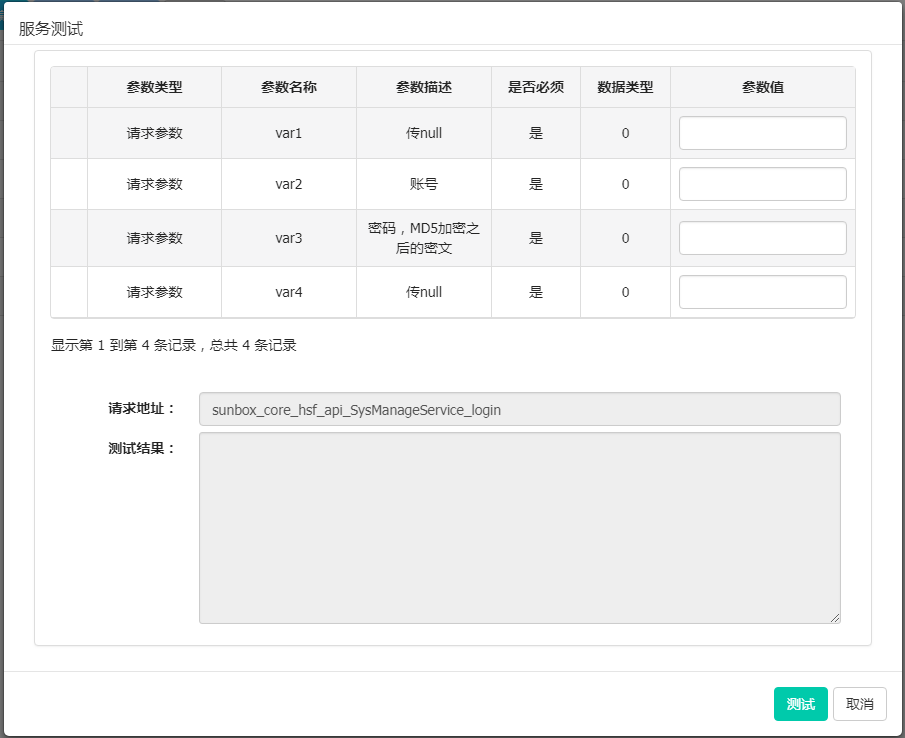 服务测试
参数类型 参数名称 参数描述 是否必须 数据类型 参数值
请求参数 var1 传null 是 0
请求参数 var2 账号 是 0
请求参数 var3 密码，MD5加密之 是 0
后的密文
请求参数 var4 传null 是 0
显示第 1 到第 4 条记录，总共 4 条记录
请求地址： sunbox_core_hsf_api_SysManageService_login
测试结果：
测试 取消